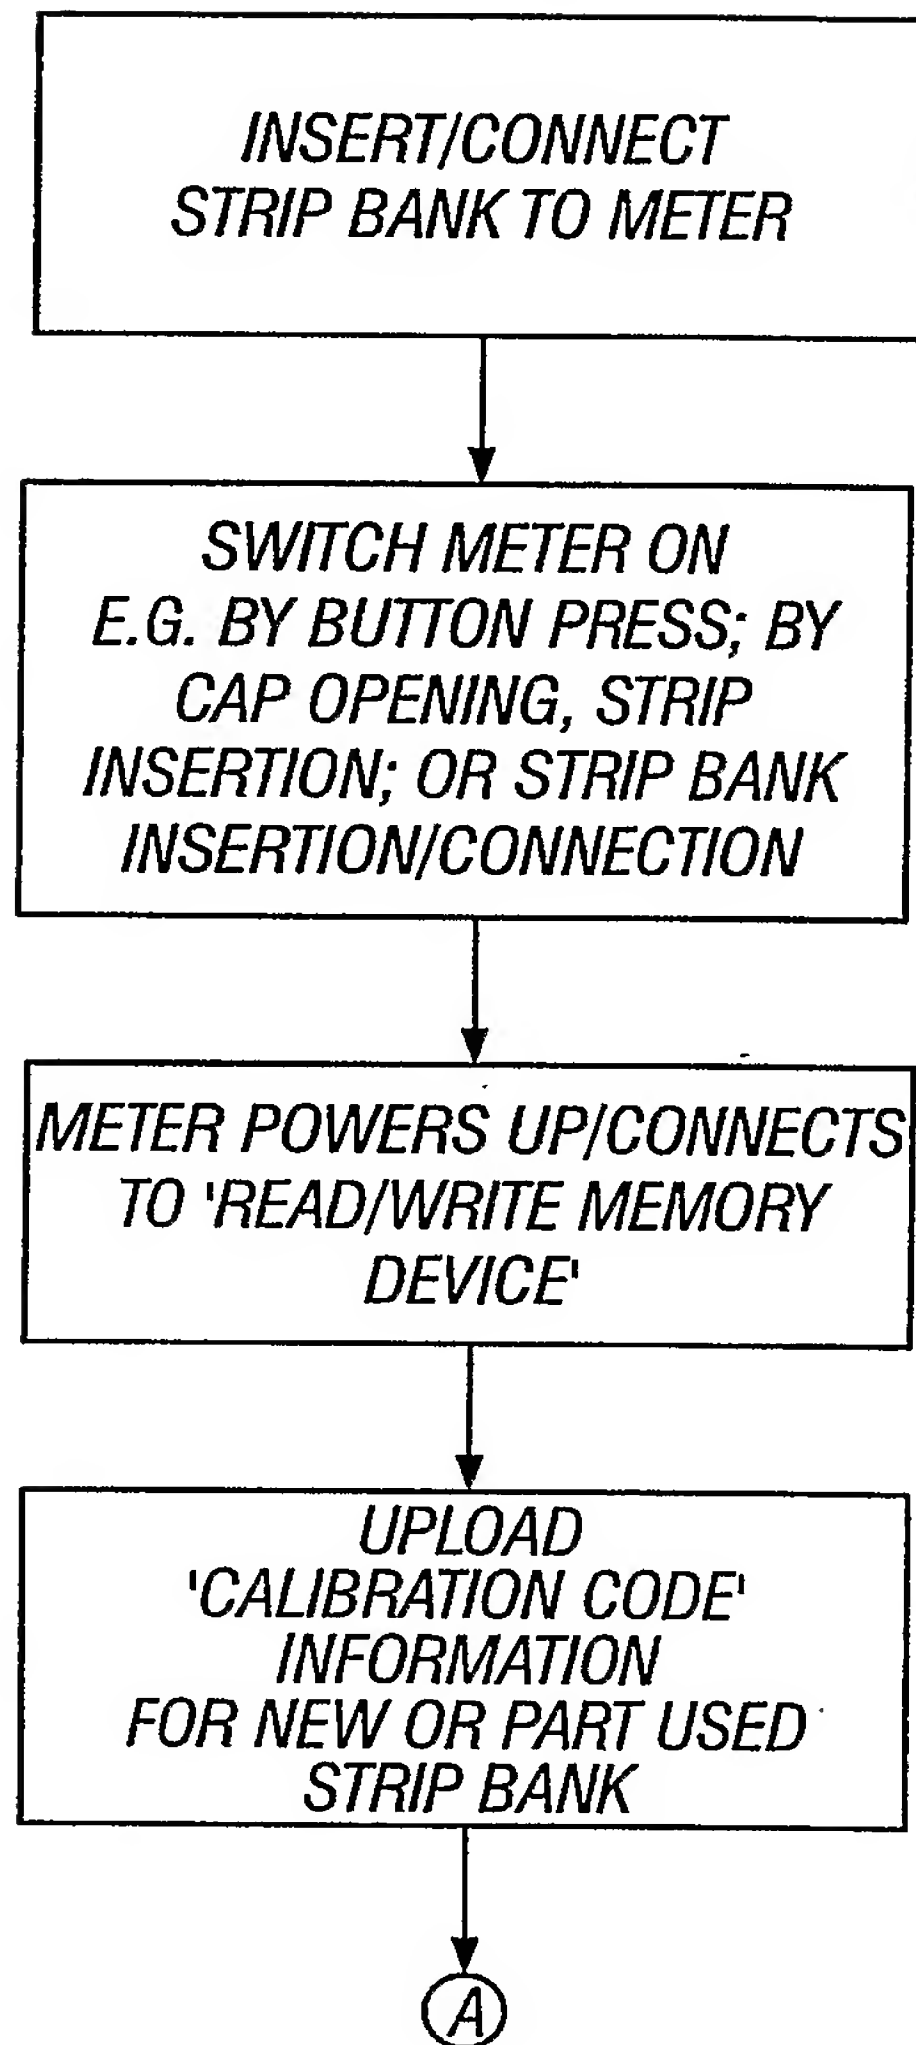 INSERT/CONNECT
STRIP BANK TO METER
SWITCH METER ON
E.G. BY BUTTON PRESS; BY
CAP OPENING, STRIP
INSERTION; OR STRIP BANK
INSERTION/CONNECTION
METER POWERS UP/CONNECTS
TO 'READ/WRITE MEMORY
DEVICE'
UPLOAD
'CALIBRATION CODE'
INFORMATION
FOR NEW OR PART USED
STRIP BANK
A